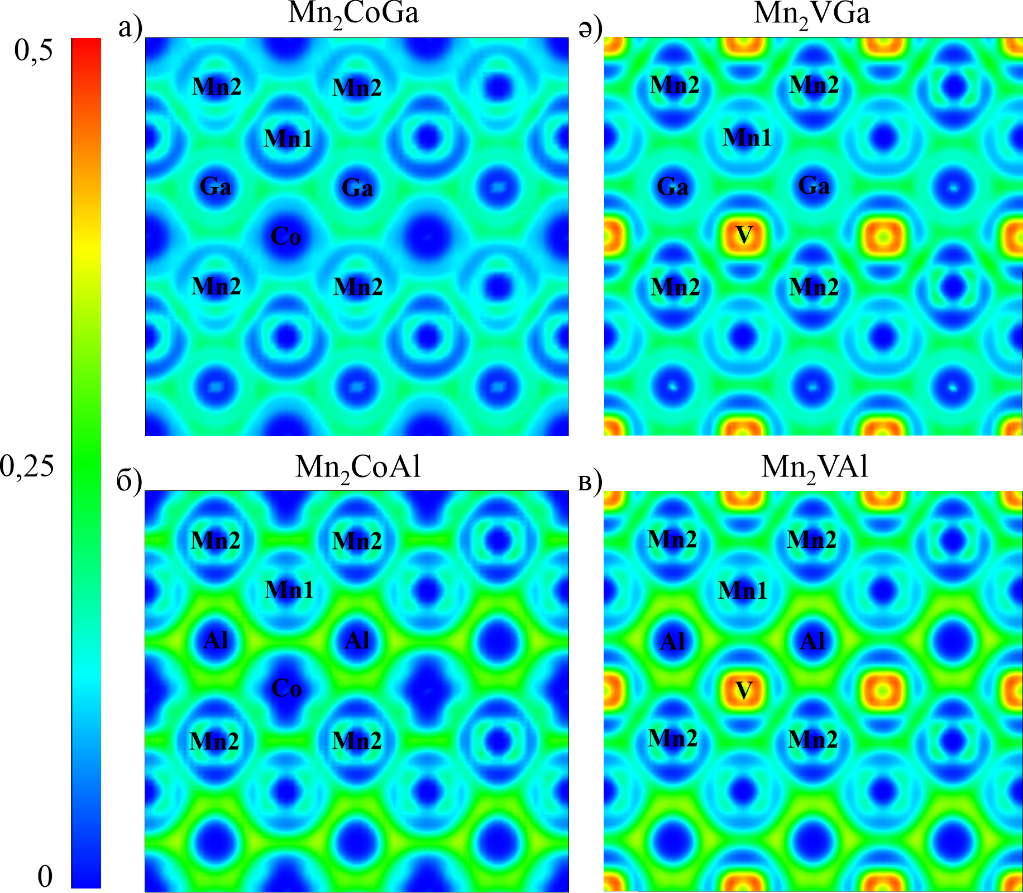 а) Mn₂CoGa
0,5
0,25
0
Mn2 Mn2
Mn1
Ga Ga
Co
Mn2 Mn2
ә) Mn₂VGa
Mn2 Mn2
Mn1
Ga Ga
V
Mn2 Mn2
б) Mn₂CoAl
Mn2 Mn2
Mn1
Al Al
Co
Mn2 Mn2
в) Mn₂VAl
Mn2 Mn2
Mn1
Al Al
V
Mn2 Mn2